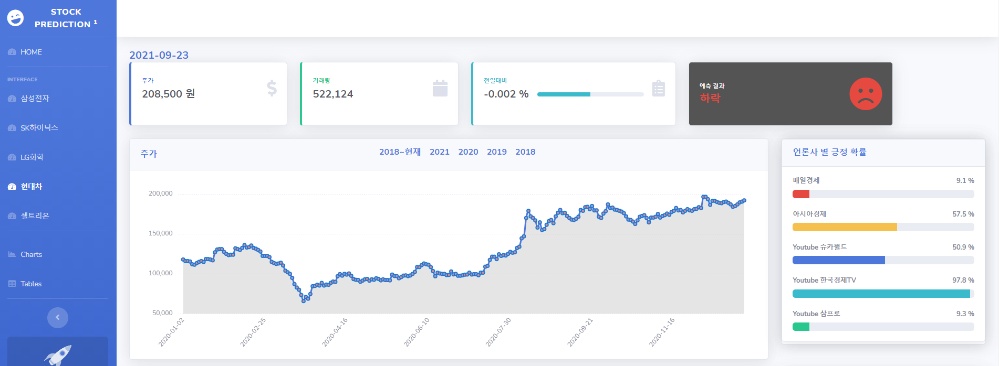 STOCK
PREDICTION 1
HOME
INTERFACE
삼성전자
SK하이닉스
LG화학
현대차
셀트리온
Charts
Tables
2021-09-23
주가
208,500 원
거래량
522,124
전일대비
-0.002 %
예측 결과
하락
주가
2018~현재 2021 2020 2019 2018
200,000
150,000
100,000
50,000
2020-01-02
2020-02-25
2020-04-16
2020-06-10
2020-07-30
2020-09-21
2020-11-16
언론사 별 긍정 확률
매일경제 9.1 %
아시아경제 57.5 %
Youtube 슈카월드 50.9 %
Youtube 한국경제TV 97.8 %
Youtube 삼프로 9.3 %